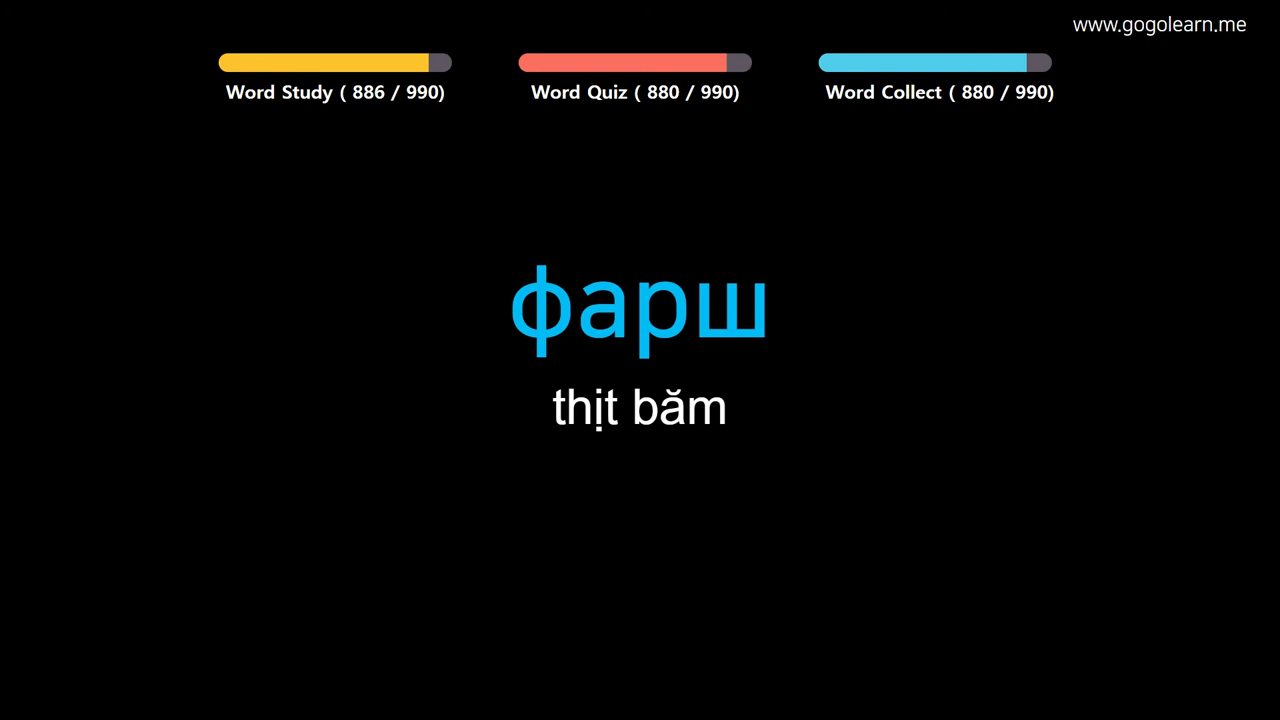 www.gogolearn.me
Word Study ( 886 / 990)
Word Quiz ( 880 / 990)
Word Collect ( 880 / 990)
фарш
thịt băm